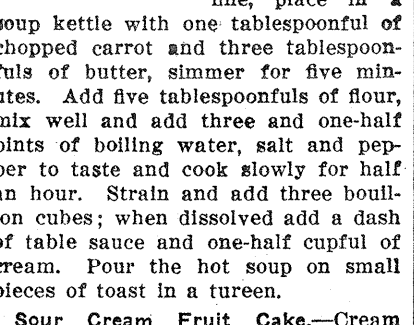 place in a
soup kettle with one tablespoonful of
chopped carrot and three tablespoon-
fuls of butter, simmer for five min-
utes. Add five tablespoonfuls of flour,
mix well and add three and one-half
pints of boiling water, salt and pep-
per to taste and cook slowly for half
an hour. Strain and add three bouil-
lon cubes; when dissolved add a dash
of table sauce and one-half cupful of
cream. Pour the hot soup on small
pieces of toast in a tureen.
Sour Cream Fruit Cake.—Cream